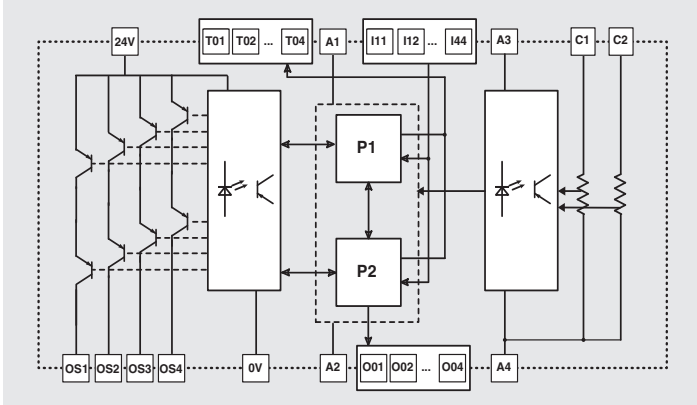 24V T01 T02 ... T04 A1 I11 I12 ... I44 A3 C1 C2
P1
P2
OS1 OS2 OS3 OS4 0V A2 O01 O02 ... O04 A4